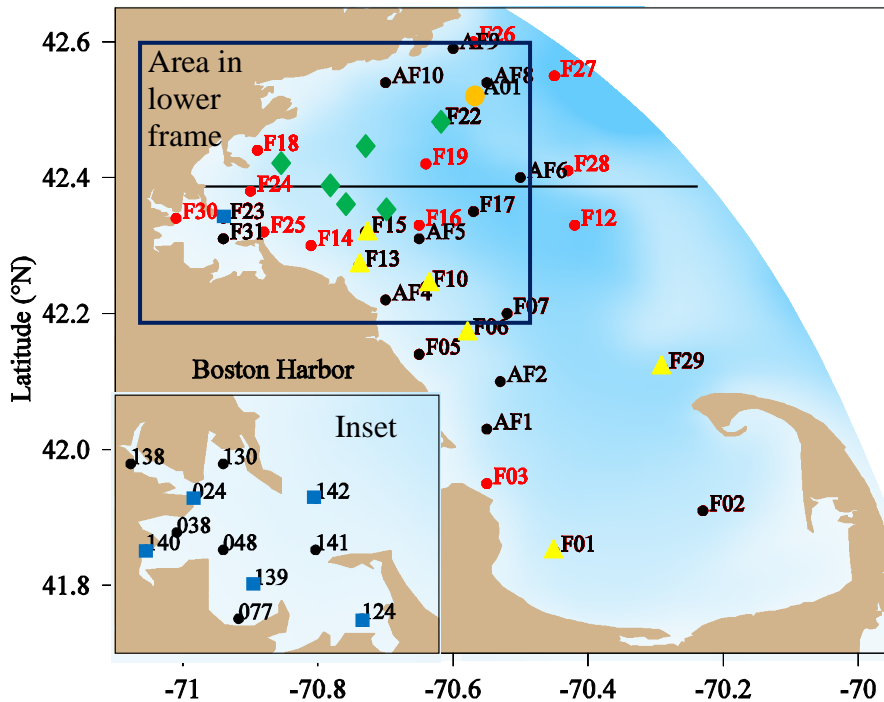 42.6
42.4
42.2
42.0
41.8
Latitude (°N)
-71
-70.8
-70.6
-70.4
-70.2
-70
Area in
lower
frame
F26
AF9
F27
AF10
AF8
A01
F22
F18
F19
AF6
F28
F24
F30
F23
F17
F12
F31
F25
F16
F15
F14
AF5
F13
F10
AF4
F07
F06
F05
F29
AF2
AF1
F03
F02
F01
Boston Harbor
Inset
138
130
024
142
038
140
048
141
139
077
124